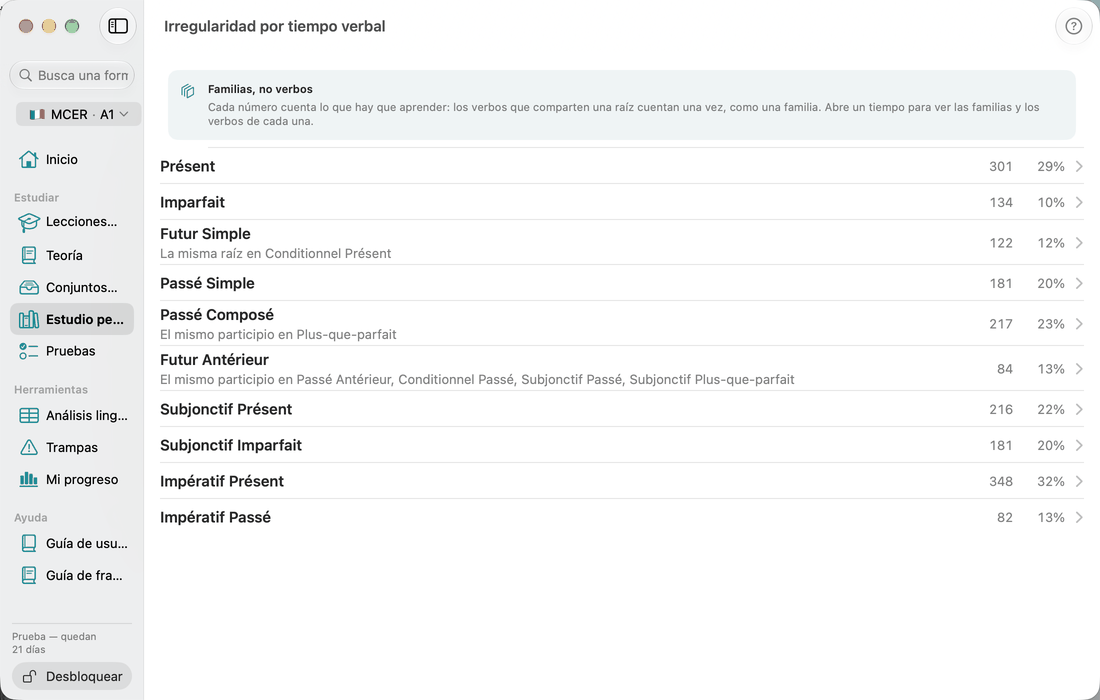 Irregularidad por tiempo verbal
Busca una forn
MCER · A1
Inicio
Estudiar
Lecciones...
Teoría
Conjuntos...
Estudio pe...
Pruebas
Herramientas
Análisis ling...
Trampas
Mi progreso
Ayuda
Guía de usu...
Guía de fra...
Prueba — quedan
21 días
Desbloquear
Familias, no verbos
Cada número cuenta lo que hay que aprender: los verbos que comparten una raíz cuentan una vez, como una familia. Abre un tiempo para ver las familias y los
verbos de cada una.
Présent 301 29%
Imparfait 134 10%
Futur Simple
La misma raíz en Conditionnel Présent 122 12%
Passé Simple 181 20%
Passé Composé
El mismo participio en Plus-que-parfait 217 23%
Futur Antérieur
El mismo participio en Passé Antérieur, Conditionnel Passé, Subjonctif Passé, Subjonctif Plus-que-parfait 84 13%
Subjonctif Présent 216 22%
Subjonctif Imparfait 181 20%
Impératif Présent 348 32%
Impératif Passé 82 13%